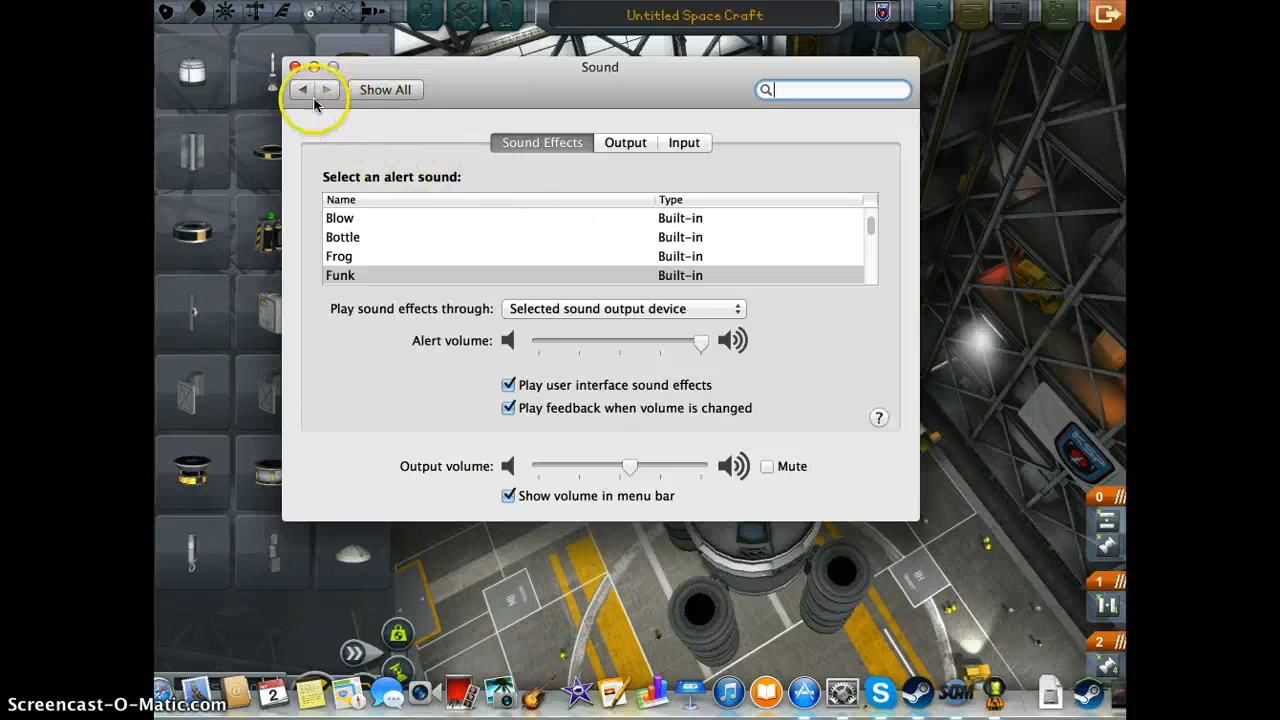 Untitled Space Craft
Sound
Show All
Sound Effects Output Input
Select an alert sound:
Name Type
Blow Built-in
Bottle Built-in
Frog Built-in
Funk Built-in
Play sound effects through: Selected sound output device
Alert volume:
Play user interface sound effects
Play feedback when volume is changed
?
Output volume: Mute
Show volume in menu bar
0
1
2
2
Screencast-O-Matic.com